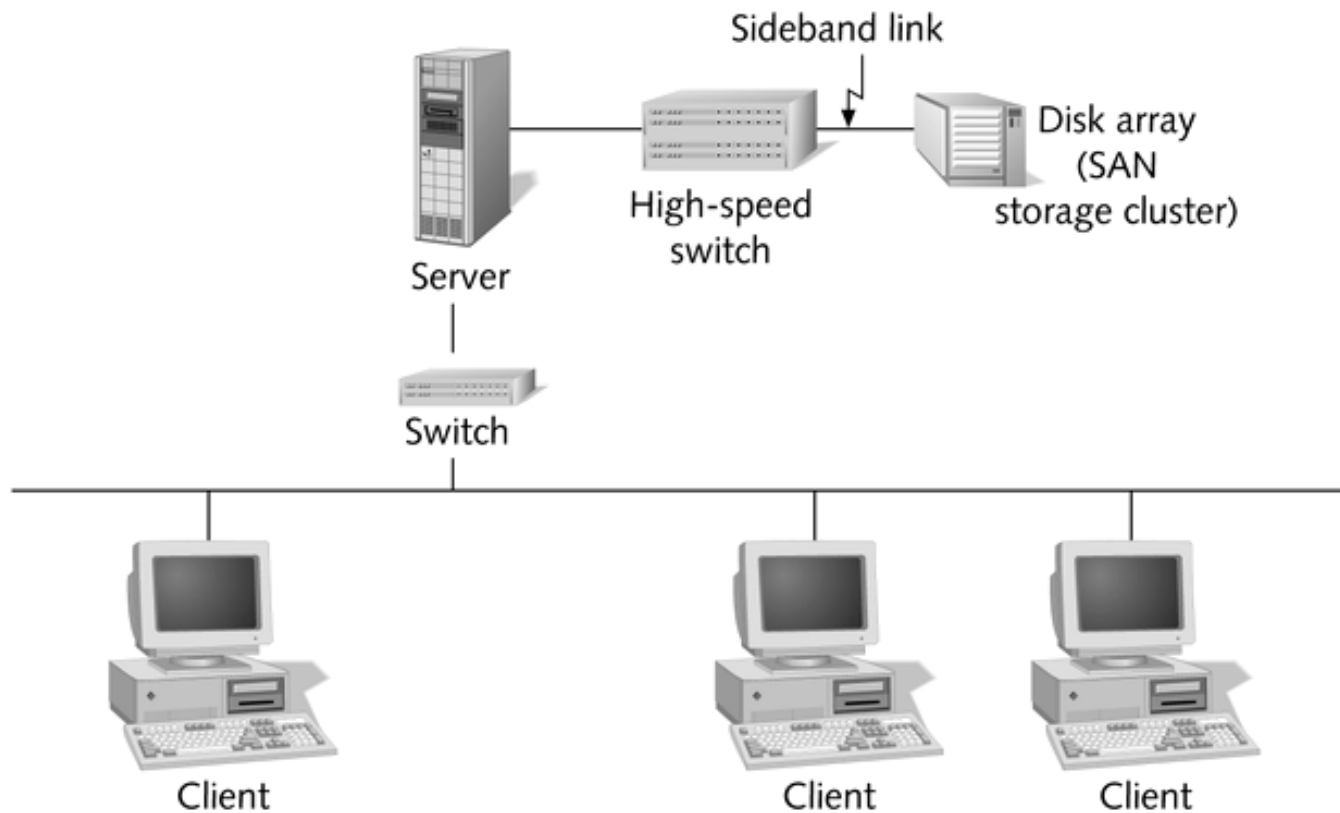 Sideband link
Disk array
(SAN
storage cluster)
High-speed
switch
Server
Switch
Client
Client
Client